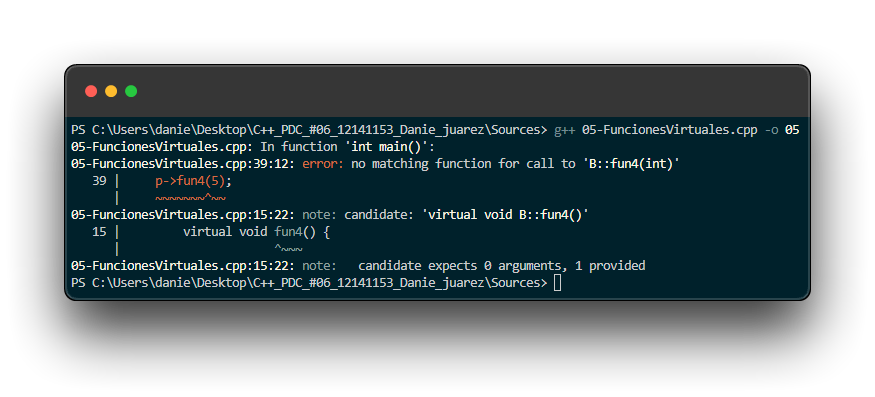 PS C:\Users\danie\Desktop\C++_PDC_#06_12141153_Danie_juarez\Sources> g++ 05-FuncionesVirtuales.cpp -o 05
05-FuncionesVirtuales.cpp: In function 'int main()':
05-FuncionesVirtuales.cpp:39:12: error: no matching function for call to 'B::fun4(int)'
   39 |     p->fun4(5);
      |     ~~~~~~~^~~
05-FuncionesVirtuales.cpp:15:22: note: candidate: 'virtual void B::fun4()'
   15 |         virtual void fun4() {
      |                      ^~~~
05-FuncionesVirtuales.cpp:15:22: note:   candidate expects 0 arguments, 1 provided
PS C:\Users\danie\Desktop\C++_PDC_#06_12141153_Danie_juarez\Sources>